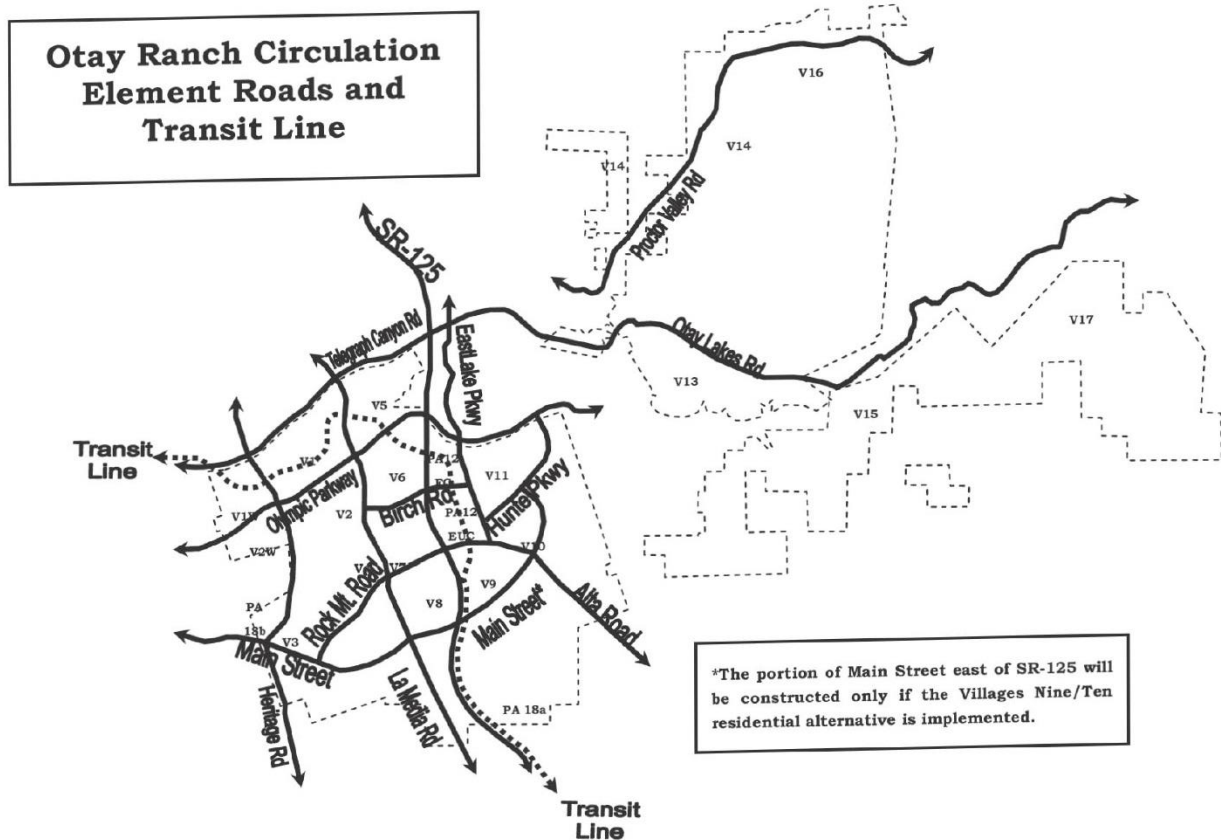 Otay Ranch Circulation
Element Roads and
Transit Line
V16
V14
V14
Proctor Valley Rd
SR-125
Telegraph Canyon Rd
EastLake Pkwy
Otay Lakes Rd
V17
V13
V15
V5
Transit
Line
V6
PA12
V11
Olympic Parkway
V2
Birch Rd
PA12
Hunte Pkwy
EUC
V2W
V10
V7
V9
Rock Mt. Road
V8
Main Street*
Alta Road
PA
18b
V3
Main Street
La Media Rd
Heritage Rd
PA 18a
*The portion of Main Street east of SR-125 will
be constructed only if the Villages Nine/Ten
residential alternative is implemented.
Transit
Line